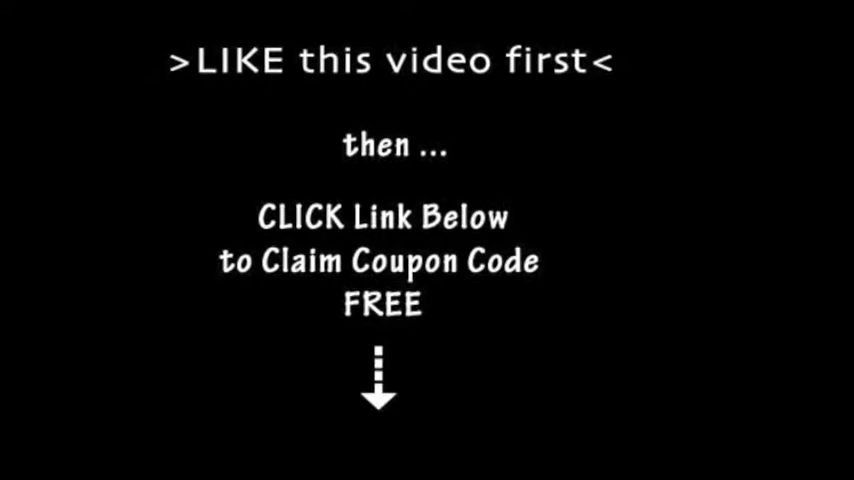 >LIKE this video first<
then ...
CLICK Link Below
to Claim Coupon Code
FREE